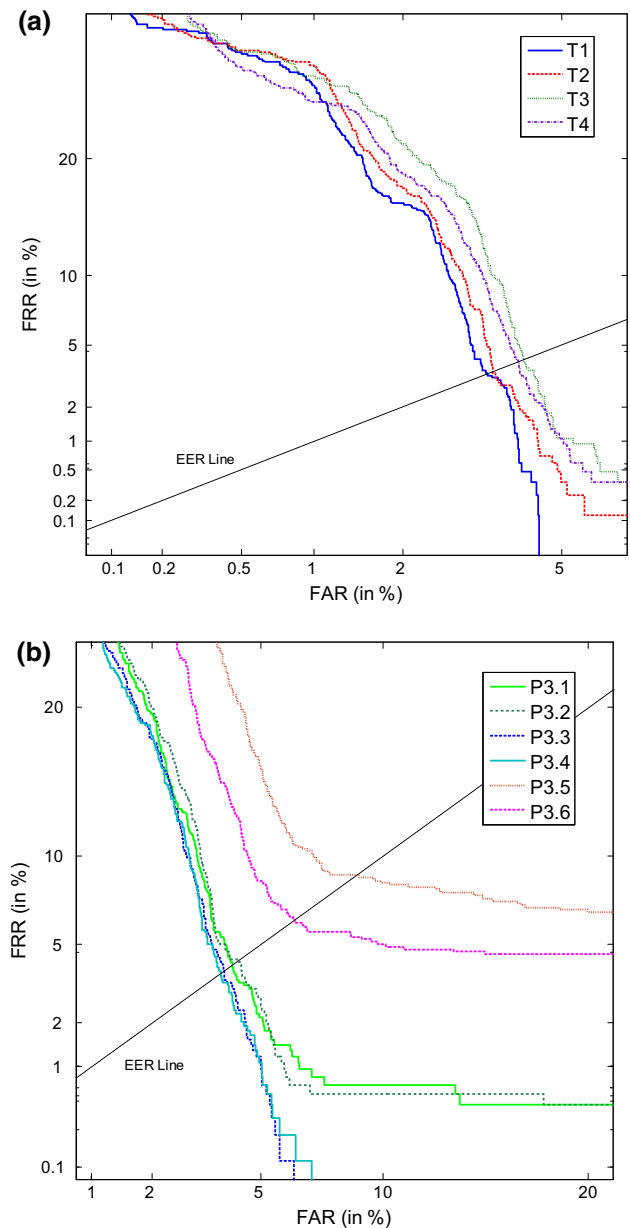 (a)
T1
T2
T3
T4
20
10
5
2
1
0.5
0.2
0.1
FRR (in %)
EER Line
0.1 0.2 0.5 1 2 5
FAR (in %)
(b)
P3.1
P3.2
P3.3
P3.4
P3.5
P3.6
20
10
5
2
1
0.1
FRR (in %)
EER Line
1 2 5 10 20
FAR (in %)